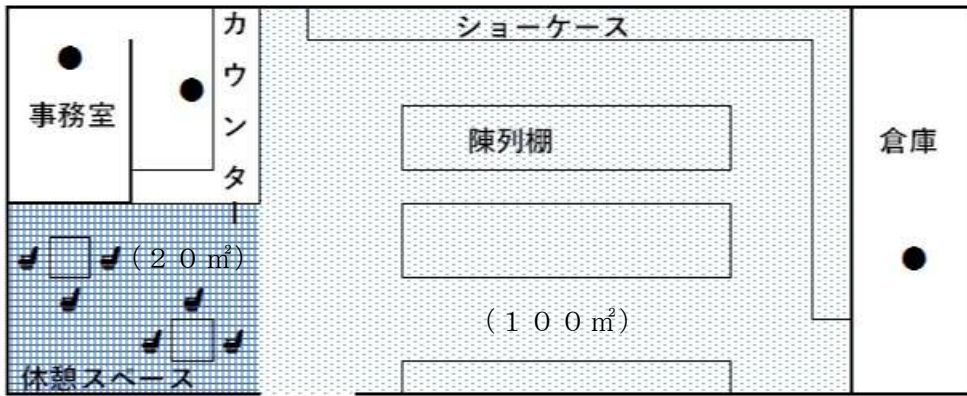 事務室
カウンター
ショーケース
陳列棚
倉庫
(２０㎡)
(１００㎡)
休憩スペース